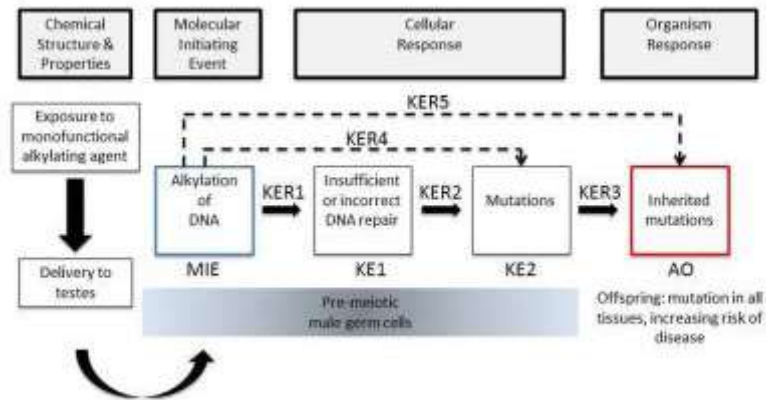 Chemical
Structure &
Properties
Molecular
Initiating
Event
Cellular
Response
Organism
Response
Exposure to
monofunctional
alkylating agent
Delivery to
testes
KER5
KER4
Alkylation
of
DNA
KER1
Insufficient
or incorrect
DNA repair
KER2
Mutations
KER3
Inherited
mutations
MIE
KE1
KE2
AO
Pre-meiotic
male germ cells
Offspring: mutation in all
tissues, increasing risk of
disease